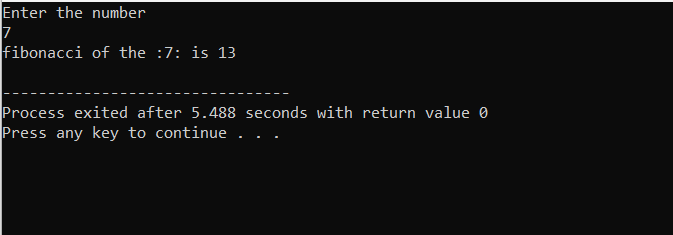 Enter the number
7
fibonacci of the :7: is 13
--------------------------------
Process exited after 5.488 seconds with return value 0
Press any key to continue . . .